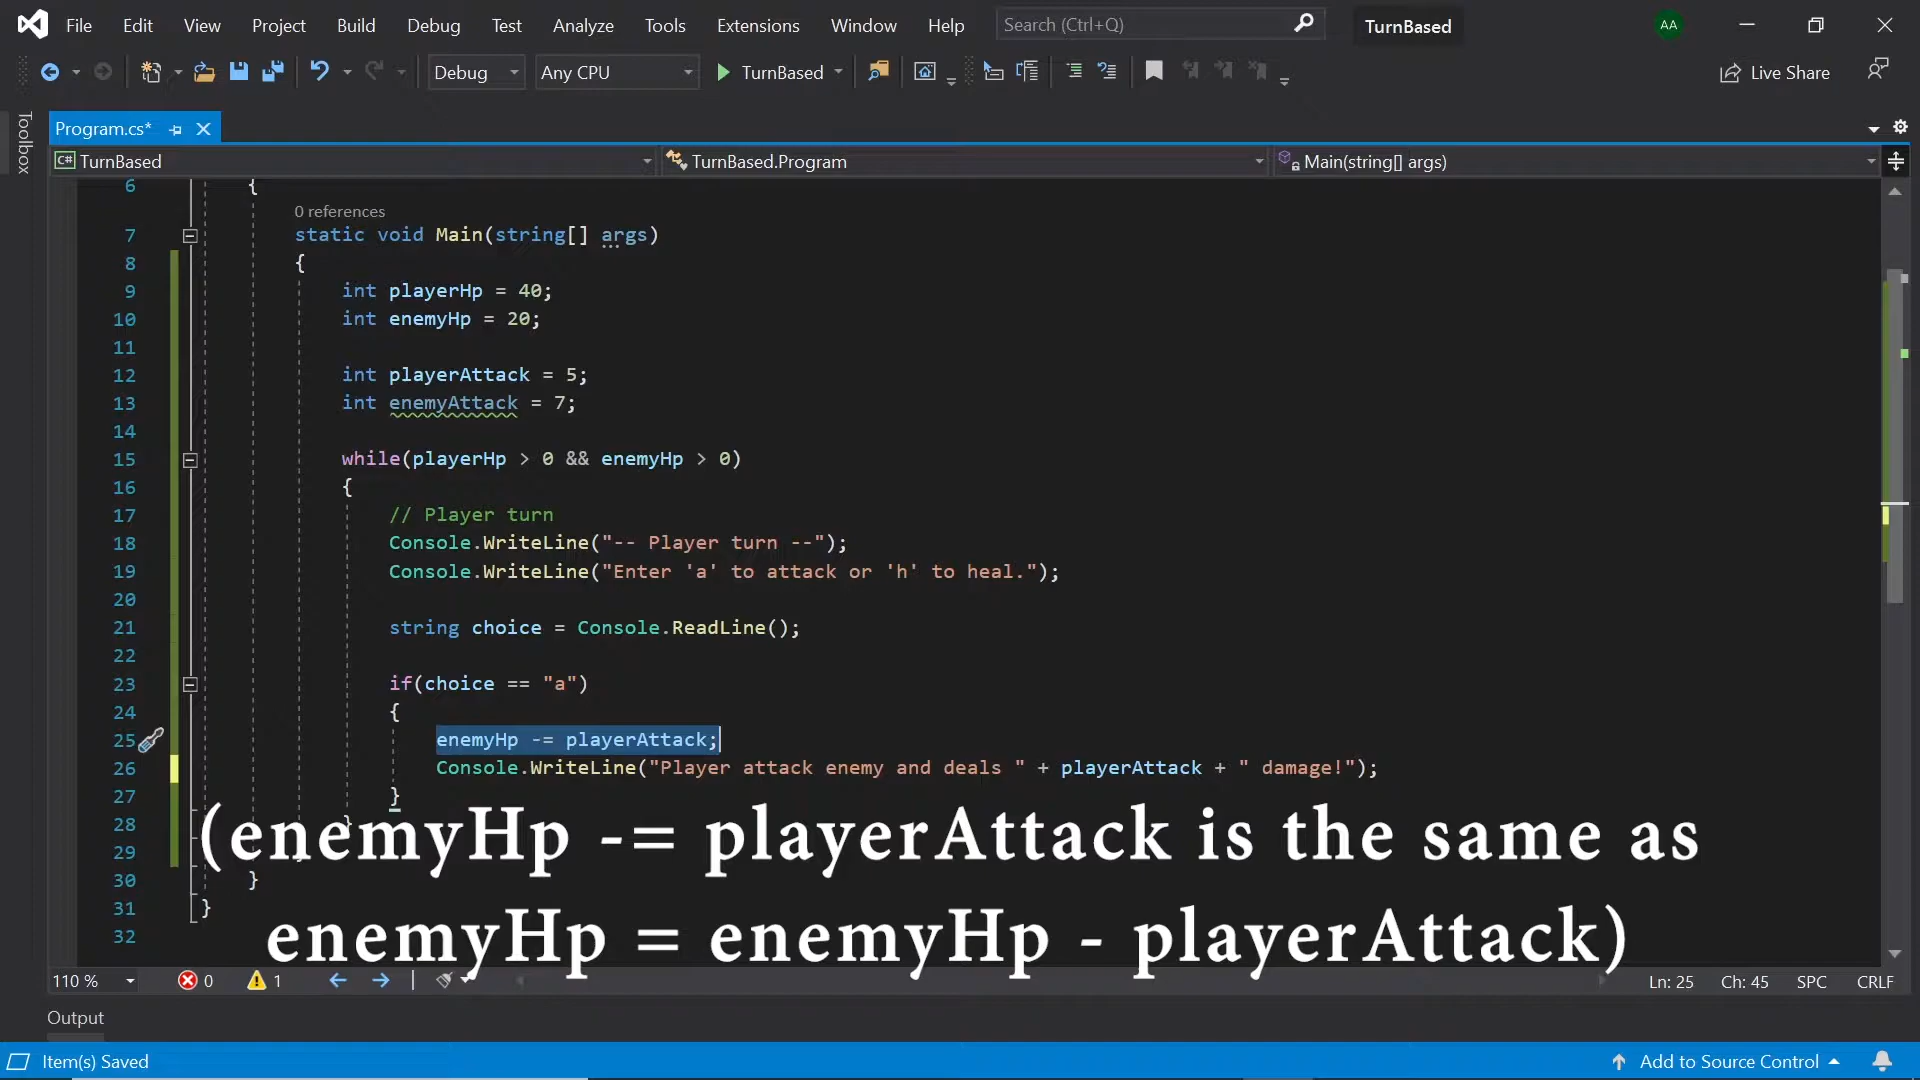 File Edit View Project Build Debug Test Analyze Tools Extensions Window Help Search (Ctrl+Q) TurnBased AA
Debug Any CPU TurnBased Live Share
Toolbox
Program.cs*
C# TurnBased TurnBased.Program Main(string[] args)
6 {
0 references
7 static void Main(string[] args)
8 {
9 int playerHp = 40;
10 int enemyHp = 20;
11
12 int playerAttack = 5;
13 int enemyAttack = 7;
14
15 while(playerHp > 0 && enemyHp > 0)
16 {
17 // Player turn
18 Console.WriteLine("-- Player turn --");
19 Console.WriteLine("Enter 'a' to attack or 'h' to heal.");
20
21 string choice = Console.ReadLine();
22
23 if(choice == "a")
24 {
25 enemyHp -= playerAttack;
26 Console.WriteLine("Player attack enemy and deals " + playerAttack + " damage!");
27 }
28 }
29 }
30 }
31 }
32
(enemyHp -= playerAttack is the same as
enemyHp = enemyHp - playerAttack)
110 % 0 1 Ln: 25 Ch: 45 SPC CRLF
Output
Item(s) Saved Add to Source Control